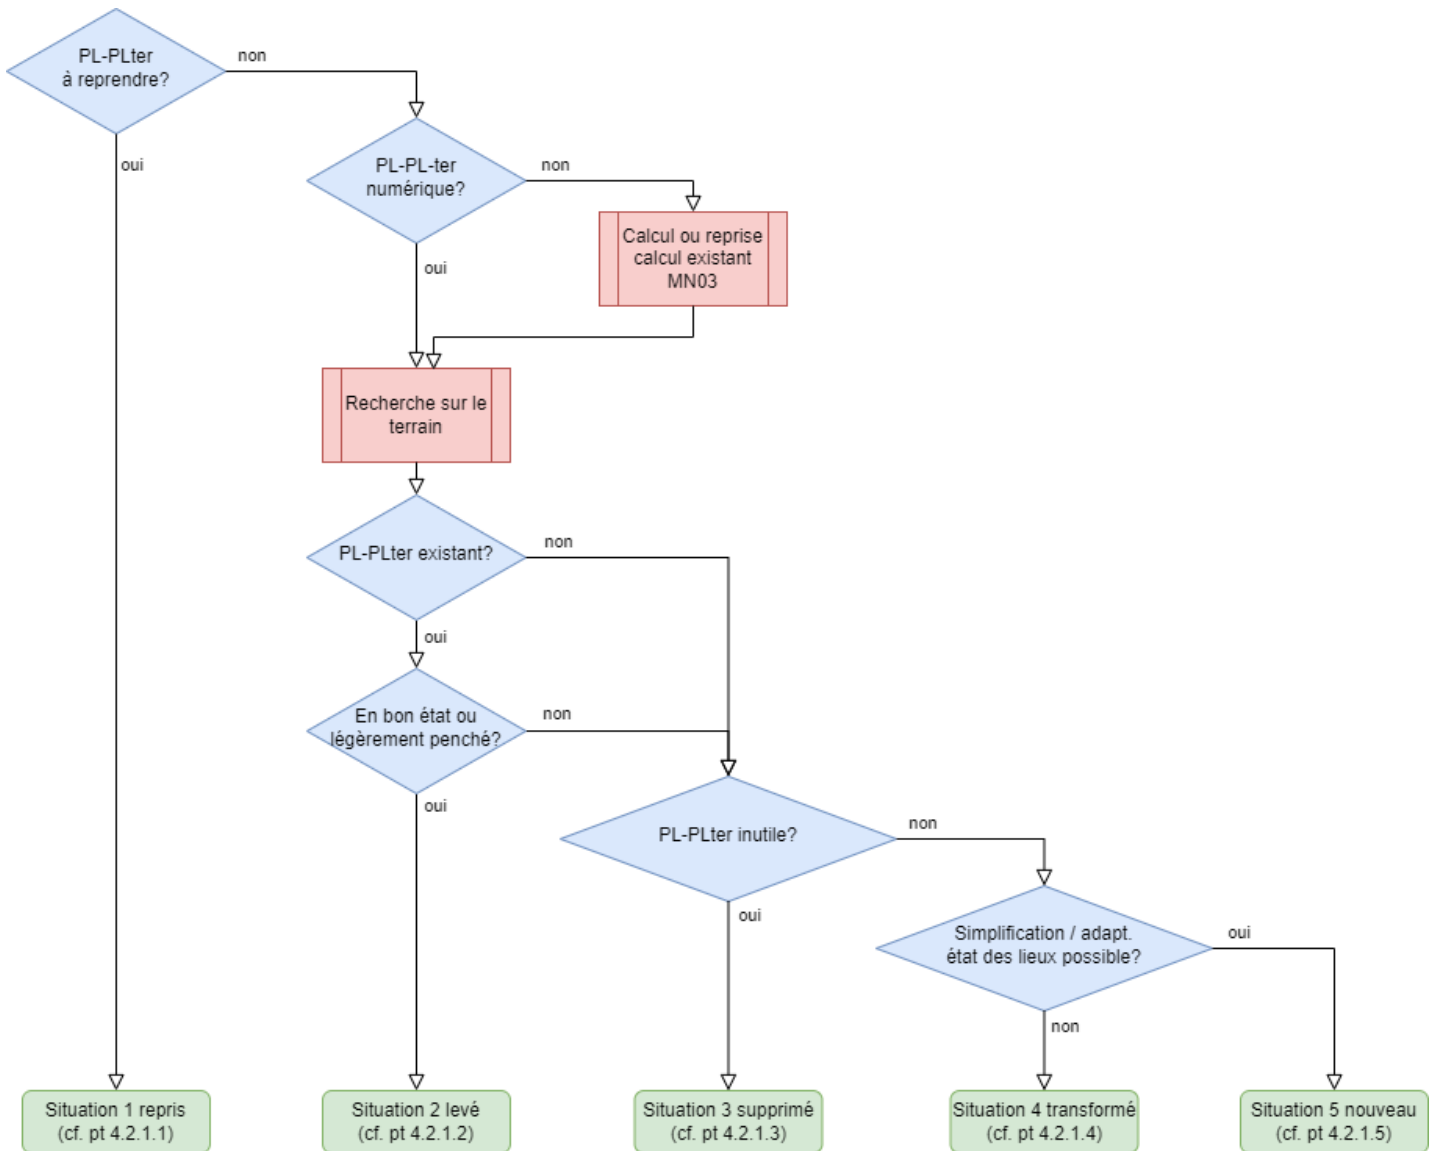 PL-PLter
à reprendre?
non
oui
PL-PL-ter
numérique?
non
oui
Calcul ou reprise
calcul existant
MN03
Recherche sur le
terrain
PL-PLter existant?
non
oui
En bon état ou
légèrement penché?
non
oui
PL-PLter inutile?
non
oui
Simplification / adapt.
état des lieux possible?
oui
non
Situation 1 repris
(cf. pt 4.2.1.1)
Situation 2 levé
(cf. pt 4.2.1.2)
Situation 3 supprimé
(cf. pt 4.2.1.3)
Situation 4 transformé
(cf. pt 4.2.1.4)
Situation 5 nouveau
(cf. pt 4.2.1.5)